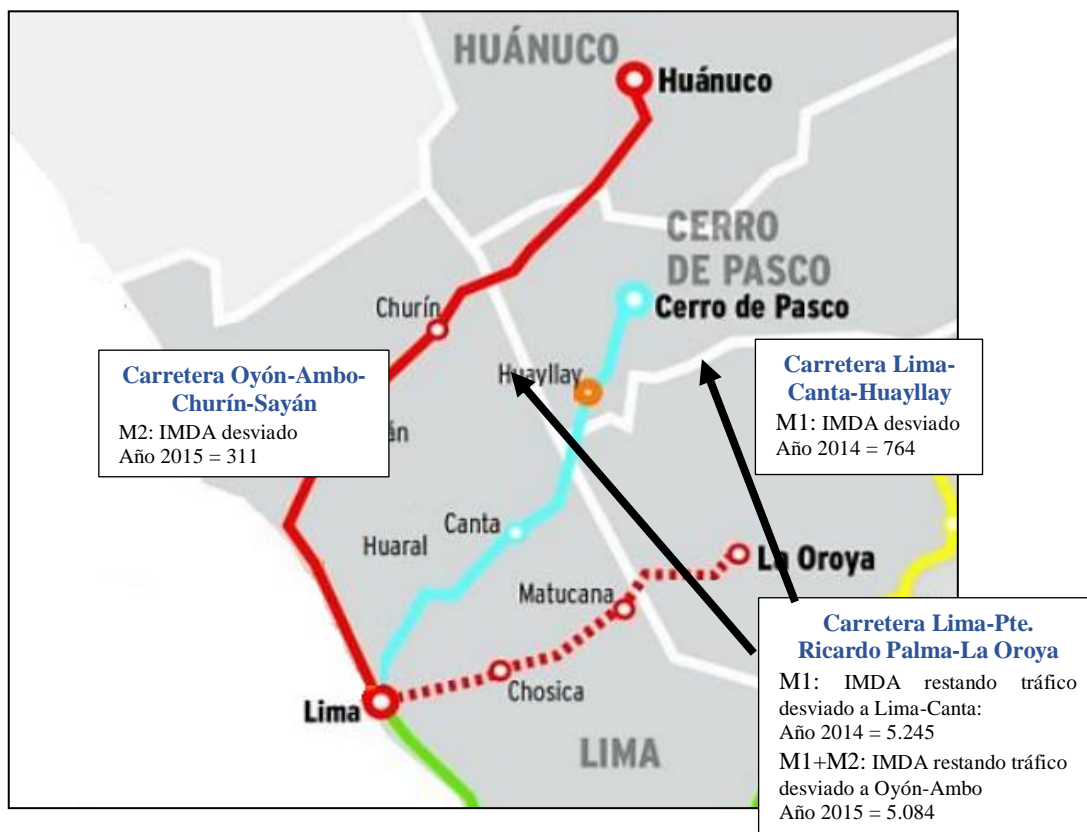 HUÁNUCO
Huánuco
CERRO
DE PASCO
Cerro de Pasco
Churín
Huayllay
Carretera Oyón-Ambo-
Churín-Sayán
M2: IMDA desviado
Año 2015 = 311
Carretera Lima-
Canta-Huayllay
M1: IMDA desviado
Año 2014 = 764
án
Canta
Huaral
La Oroya
Matucana
Chosica
Lima
LIMA
Carretera Lima-Pte.
Ricardo Palma-La Oroya
M1: IMDA restando tráfico
desviado a Lima-Canta:
Año 2014 = 5.245
M1+M2: IMDA restando tráfico
desviado a Oyón-Ambo
Año 2015 = 5.084